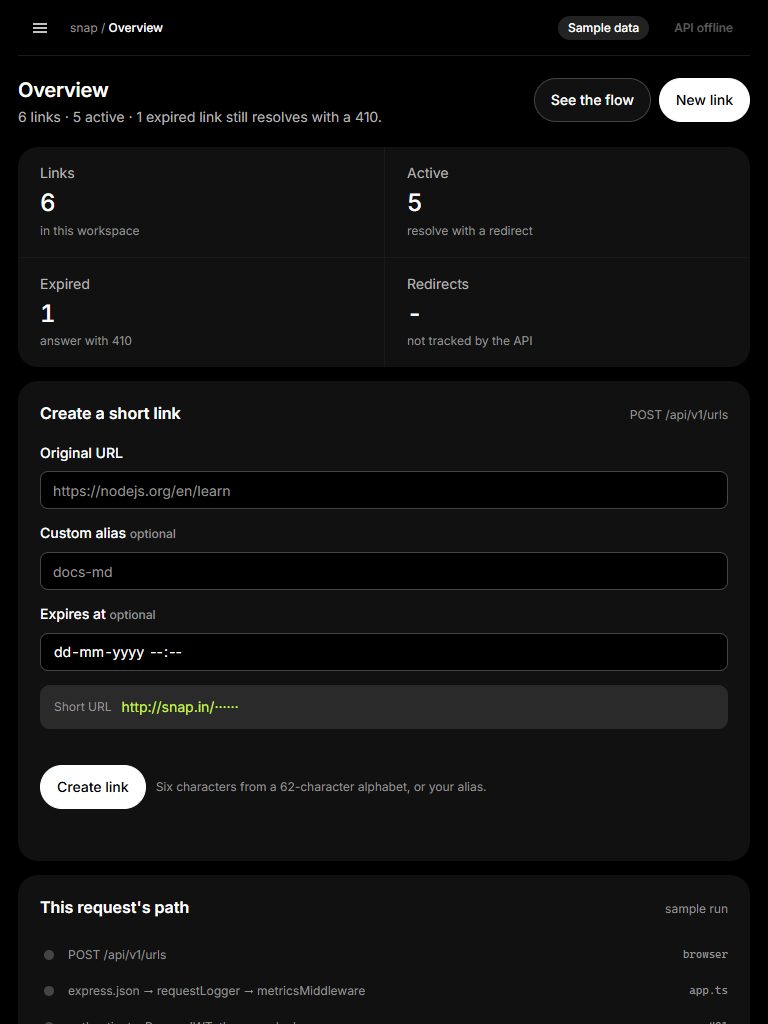 snap / Overview
Sample data
API offline
Overview
6 links · 5 active · 1 expired link still resolves with a 410.
See the flow
New link
Links
6
in this workspace
Active
5
resolve with a redirect
Expired
1
answer with 410
Redirects
-
not tracked by the API
Create a short link
POST /api/v1/urls
Original URL
https://nodejs.org/en/learn
Custom alias optional
docs-md
Expires at optional
dd-mm-yyyy --:--
Short URL http://snap.in/······
Create link
Six characters from a 62-character alphabet, or your alias.
This request's path
sample run
POST /api/v1/urls
browser
express.json → requestLogger → metricsMiddleware
app.ts